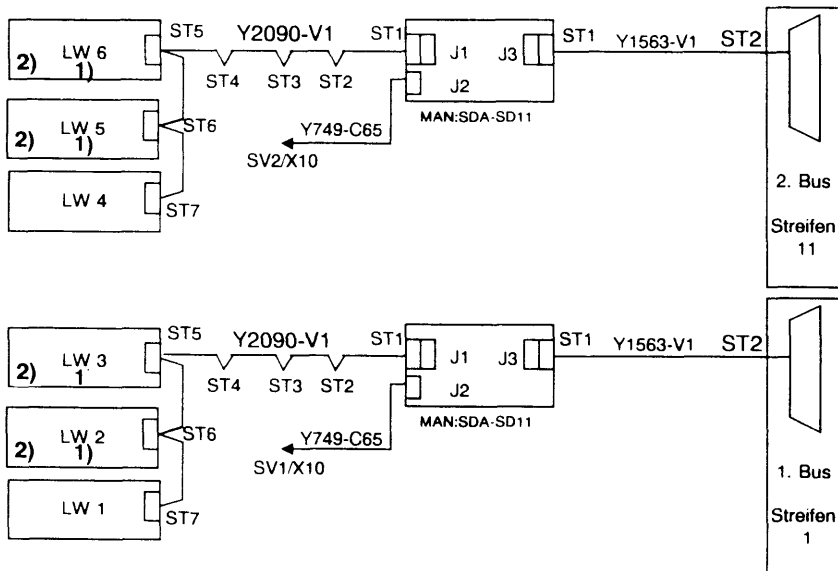 ST5 Y2090-V1 ST1 ST1 Y1563-V1 ST2
LW 6
2) 1)
J1 J3
ST4 ST3 ST2
J2
MAN:SDA-SD11
LW 5
2) 1)
ST6
Y749-C65
SV2/X10
LW 4
ST7
2. Bus
Streifen
11
ST5 Y2090-V1 ST1 ST1 Y1563-V1 ST2
LW 3
2) 1
J1 J3
ST4 ST3 ST2
J2
MAN:SDA-SD11
LW 2
2) 1)
ST6
Y749-C65
SV1/X10
LW 1
ST7
1. Bus
Streifen
1